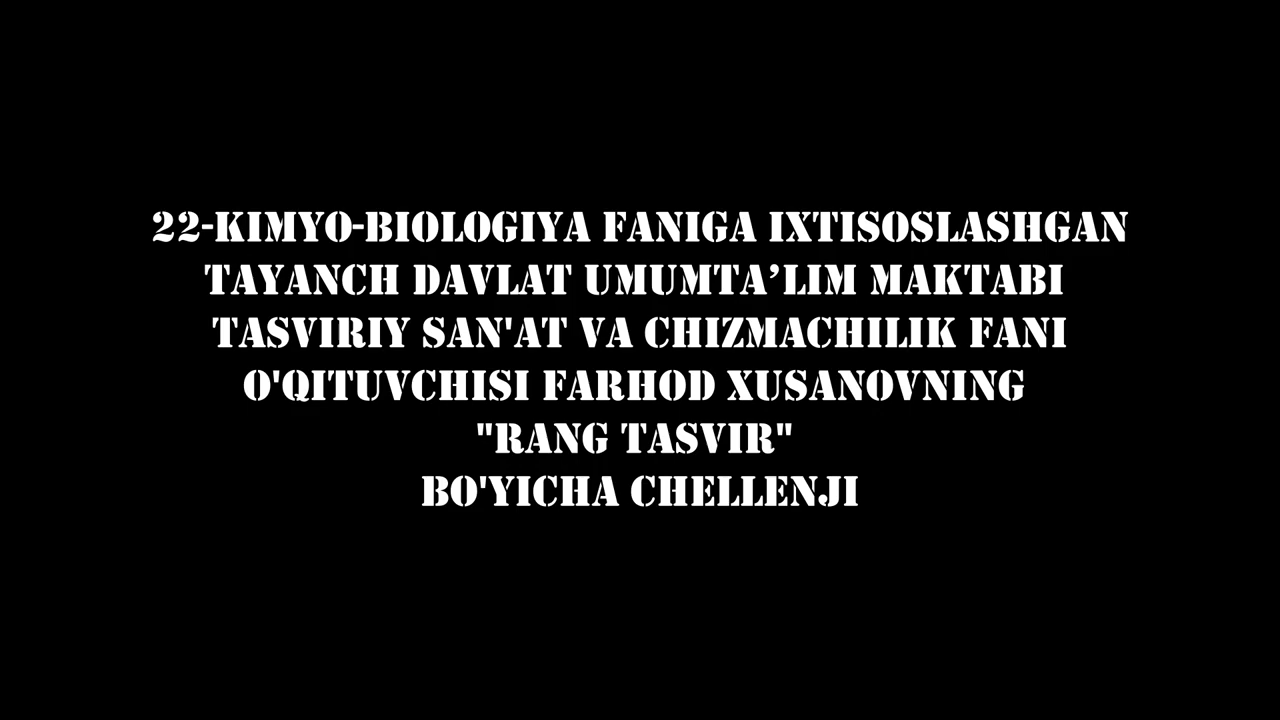 22-KIMYO-BIOLOGIYA FANIGA IXTISOSLASHGAN
TAYANCH DAVLAT UMUMTA’LIM MAKTABI
TASVIRIY SAN'AT VA CHIZMACHILIK FANI
O'QITUVCHISI FARHOD XUSANOVNING
"RANG TASVIR"
BO'YICHA CHELLENJI